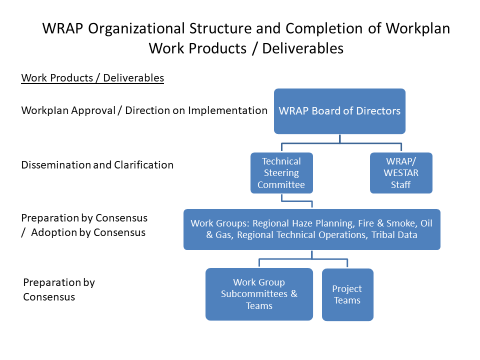 WRAP Organizational Structure and Completion of Workplan
Work Products / Deliverables
Work Products / Deliverables
Workplan Approval / Direction on Implementation
WRAP Board of Directors
Dissemination and Clarification
Technical
Steering
Committee
WRAP/
WESTAR
Staff
Preparation by Consensus
/ Adoption by Consensus
Work Groups: Regional Haze Planning, Fire & Smoke, Oil
& Gas, Regional Technical Operations, Tribal Data
Preparation by
Consensus
Work Group
Subcommittees &
Teams
Project
Teams